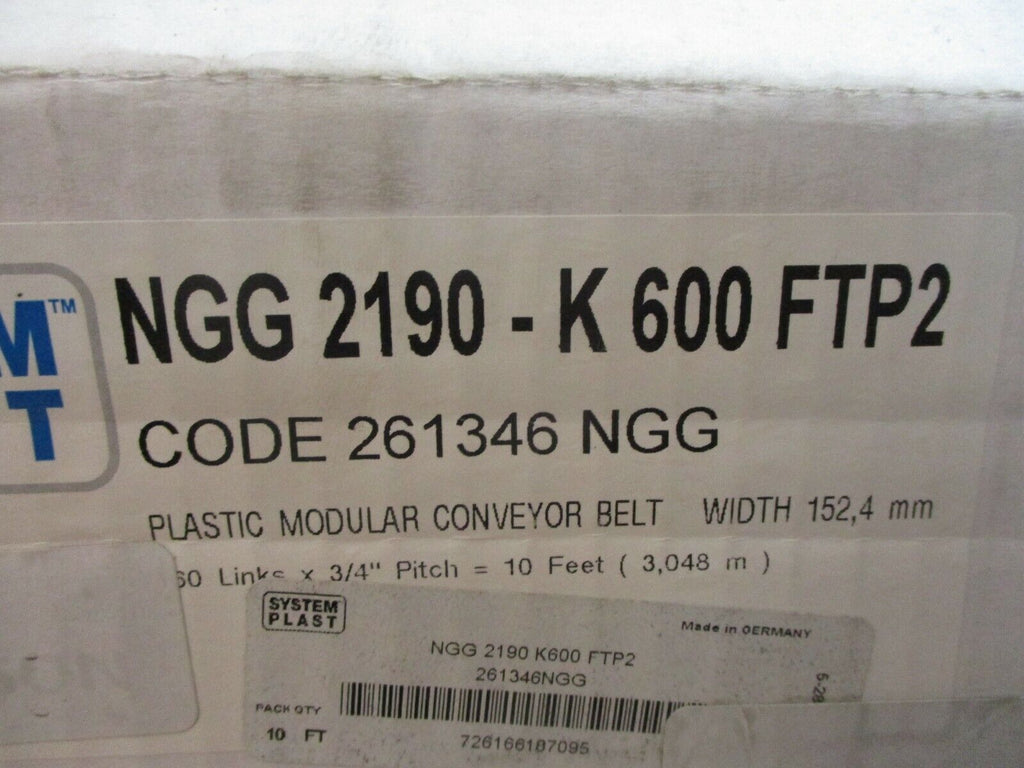 M™
T
NGG 2190 - K 600 FTP2
CODE 261346 NGG
PLASTIC MODULAR CONVEYOR BELT WIDTH 152,4 mm
60 Links x 3/4" Pitch = 10 Feet ( 3,048 m )
SYSTEM
PLAST
Made in GERMANY
NGG 2190 K600 FTP2
261346NGG
PACK QTY
10 FT
726166187095